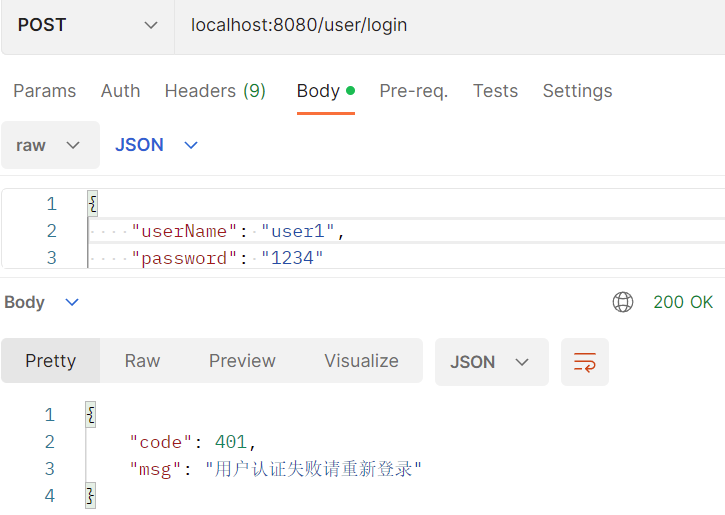 POST localhost:8080/user/login
Params Auth Headers (9) Body Pre-req. Tests Settings
raw JSON
1 {
2 "userName": "user1",
3 "password": "1234"
Body 200 OK
Pretty Raw Preview Visualize JSON
1 {
2 "code": 401,
3 "msg": "用户认证失败请重新登录"
4 }